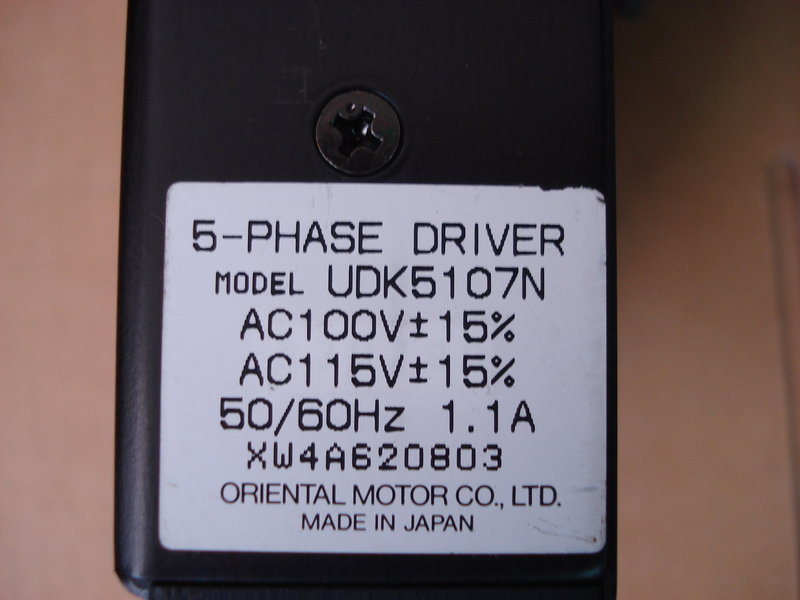 5-PHASE DRIVER
MODEL UDK5107N
AC100V±15%
AC115V±15%
50/60Hz 1.1A
XW4A620803
ORIENTAL MOTOR CO., LTD.
MADE IN JAPAN